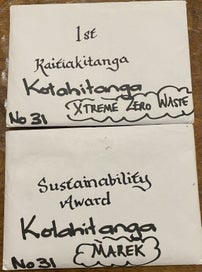 1st
Kaitiakitanga
Kotahitanga
XTREME ZERO WASTE
No 31
Sustainability
Award
Kotahitanga
MAREK
No 31